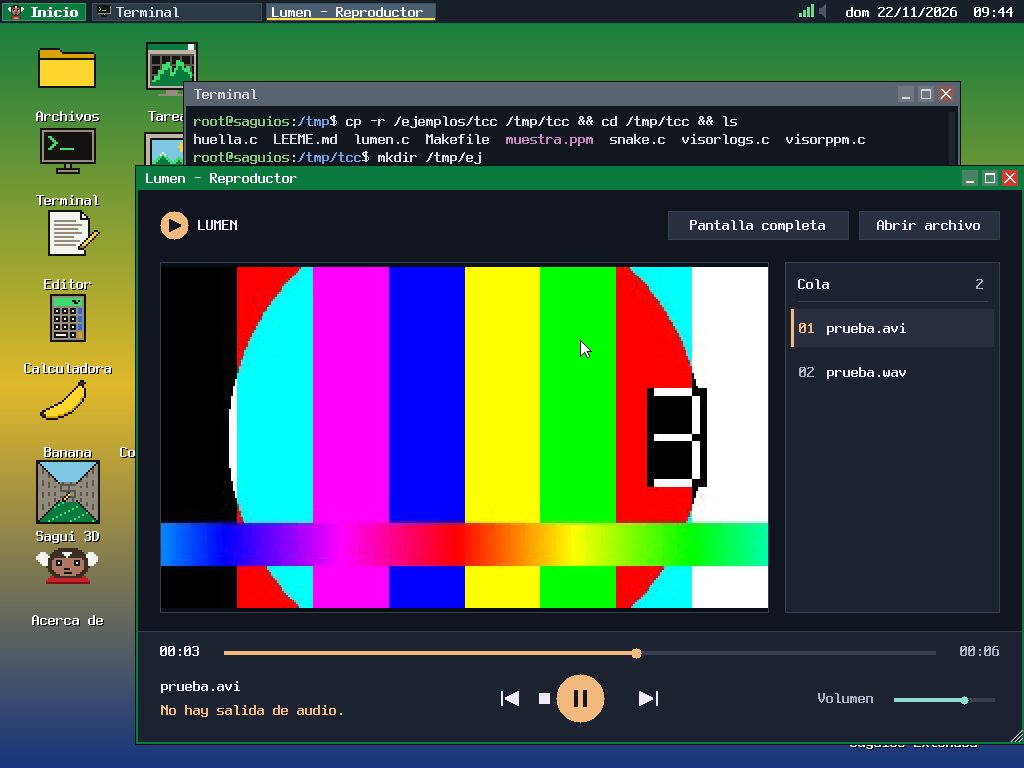 Inicio
Terminal
Lumen - Reproductor
dom 22/11/2026 09:44
Archivos
Tarea
Terminal
root@saguios:/tmp$ cp -r /ejemplos/tcc /tmp/tcc && cd /tmp/tcc && ls
huella.c LEEME.md lumen.c Makefile muestra.ppm snake.c visorlogs.c visorppm.c
root@saguios:/tmp/tcc$ mkdir /tmp/ej
Lumen - Reproductor
Terminal
LUMEN
Pantalla completa
Abrir archivo
Editor
Cola 2
01 prueba.avi
02 prueba.wav
Calculadora
3
Banana
Co
Sagui 3D
Acerca de
00:03
00:06
prueba.avi
No hay salida de audio.
Volumen